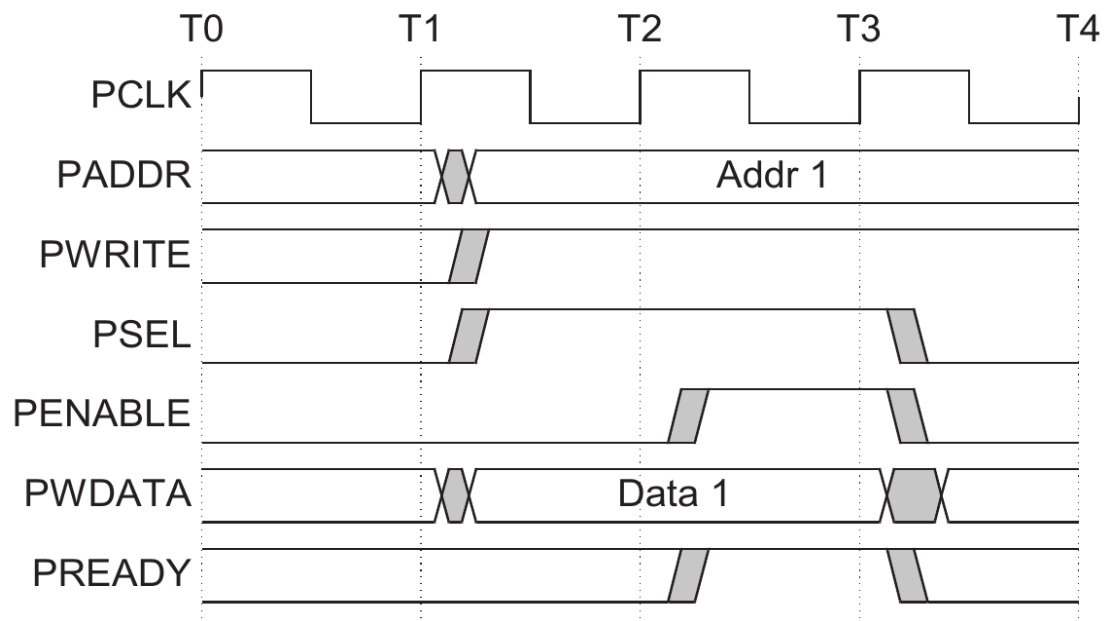 T0 T1 T2 T3 T4
PCLK
PADDR Addr 1
PWRITE
PSEL
PENABLE
PWDATA Data 1
PREADY